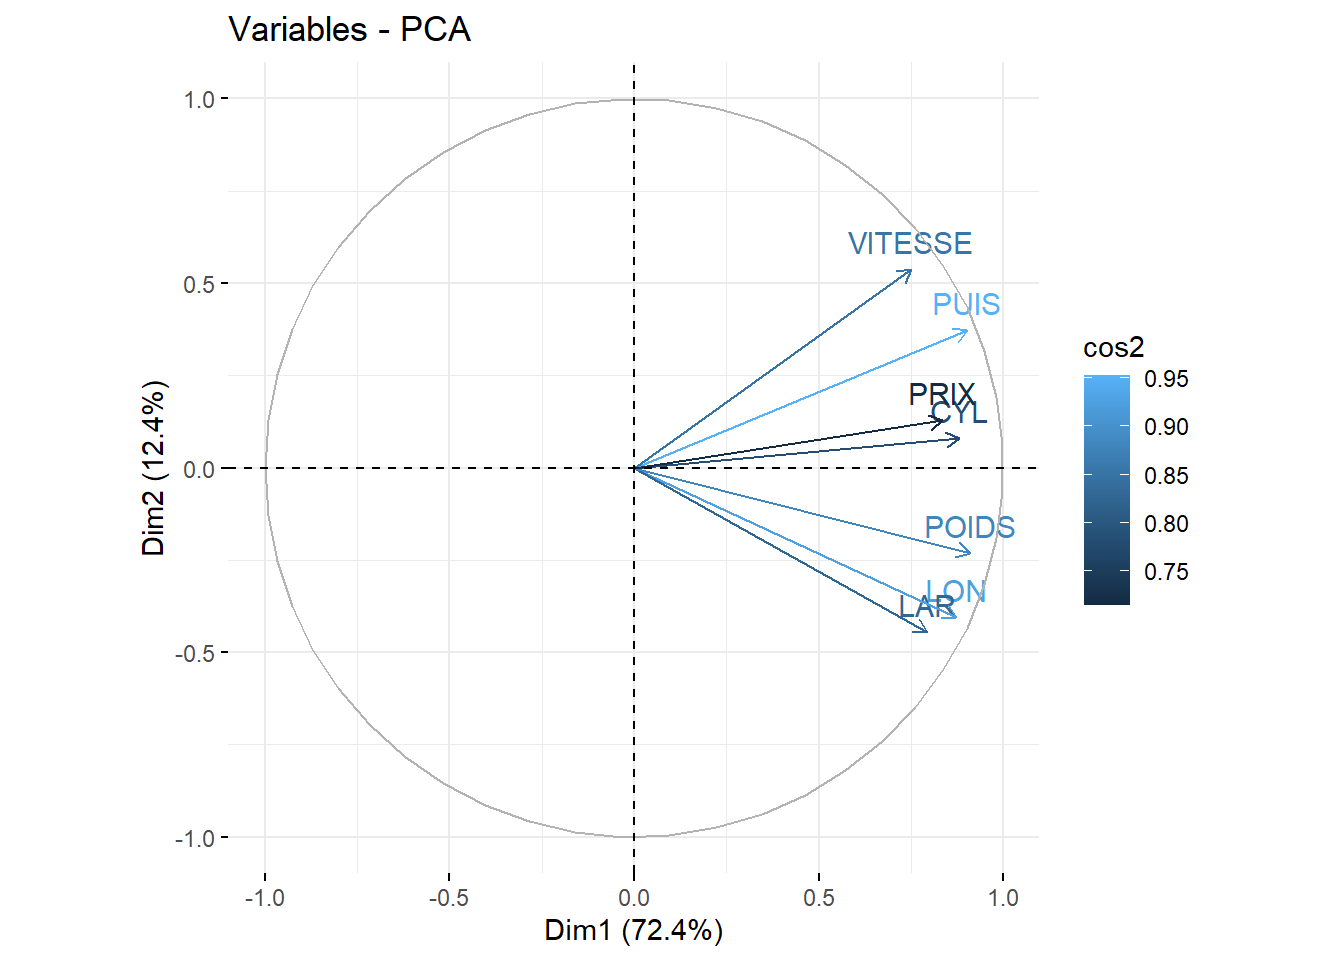 Variables - PCA
1.0
0.5
0.0
-0.5
-1.0
Dim2 (12.4%)
VITESSE
PUIS
PRIX
CYL
POIDS
LON
LAR
-1.0
-0.5
0.0
0.5
1.0
Dim1 (72.4%)
cos2
0.95
0.90
0.85
0.80
0.75